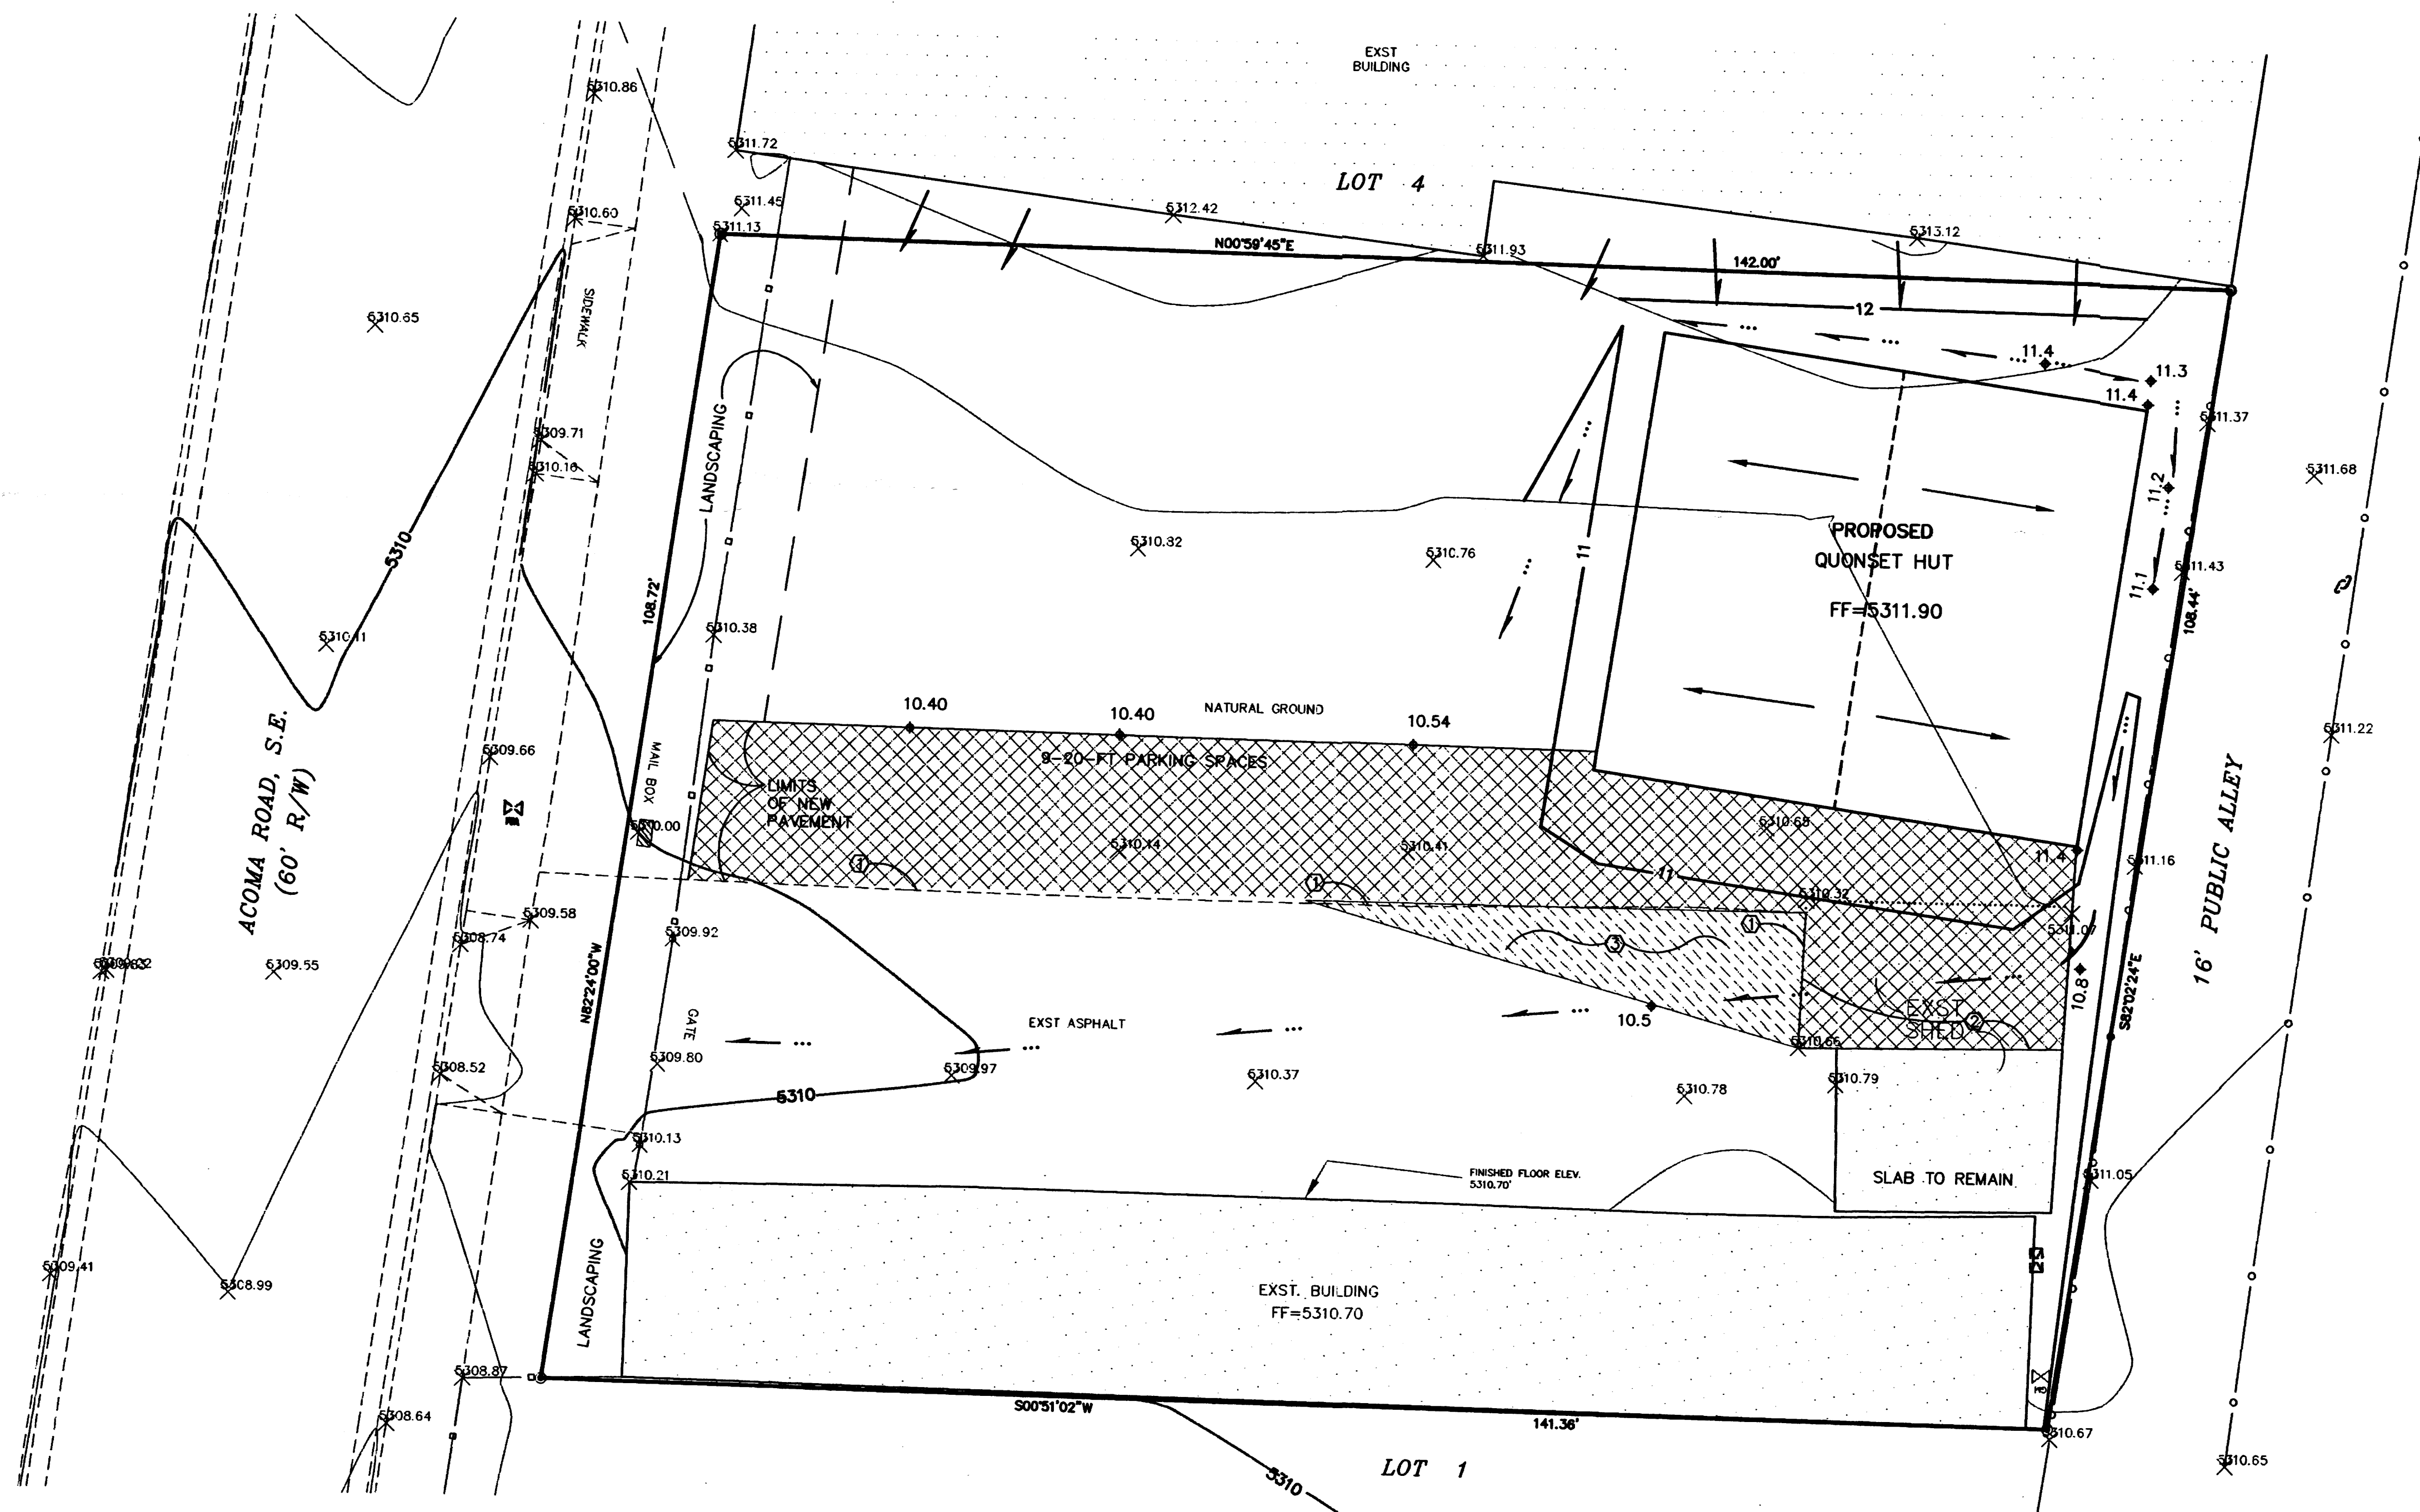 EXST
BUILDING
5310.86
5311.72
LOT 4
5311.45
5310.60
5311.13
5312.42
N00°59'45"E
5311.93
5313.12
142.00'
SIDEWALK
5310.65
12
11.4
11.3
11.4
5311.37
5309.71
5310.16
LANDSCAPING
5311.68
11.2
5310
5310.82
5310.76
11
PROPOSED
QUONSET HUT
FF=5311.90
5311.43
11.1
108.44'
108.72'
5310.38
5310.11
10.40
10.40
NATURAL GROUND
10.54
ACOMA ROAD, S.E.
(60' R/W)
5309.66
MAIL BOX
9-20-FT PARKING SPACES
LIMITS
OF NEW
PAVEMENT
5311.22
16' PUBLIC ALLEY
5310.00
5310.14
5310.41
5310.68
11.4
5311.16
1
1
11
5310.32
5309.58
5308.74
5309.92
1
3
5311.07
5309.55
N82°24'00"W
GATE
EXST ASPHALT
10.5
10.8
EXST
SHED
2
S82°02'24"E
5310.66
5309.80
5308.52
5309.97
5310.37
5310.78
5310.79
5310
5310.13
5310.21
FINISHED FLOOR ELEV.
5310.70'
SLAB TO REMAIN
5311.05
LANDSCAPING
5309.41
5308.99
EXST. BUILDING
FF=5310.70
5308.87
5308.64
S00°51'02"W
141.36'
5310.67
LOT 1
5310
5310.65